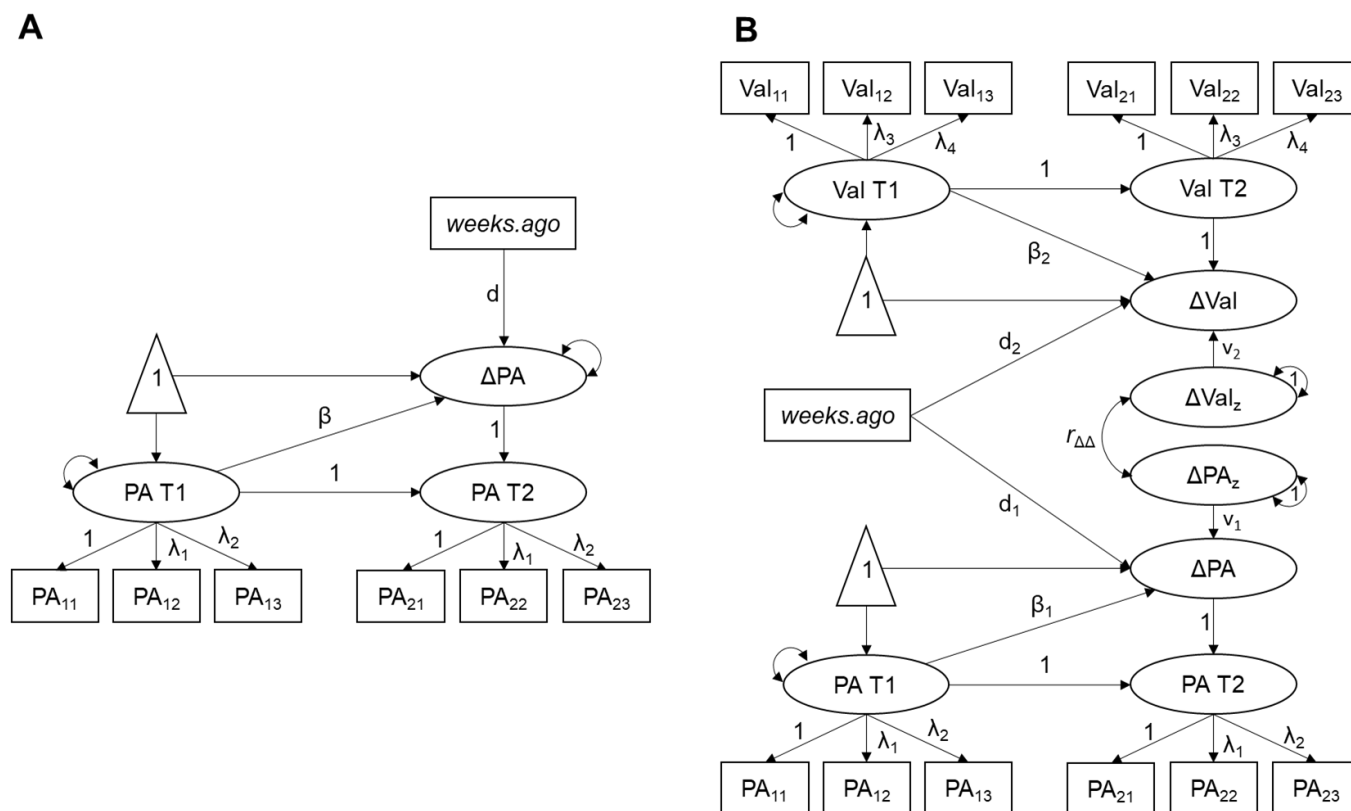 A
weeks.ago
d
1
ΔPA
β
1
1
PA T1
PA T2
1
λ₁
λ₂
1
λ₁
λ₂
PA₁₁
PA₁₂
PA₁₃
PA₂₁
PA₂₂
PA₂₃
B
Val₁₁
Val₁₂
Val₁₃
Val₂₁
Val₂₂
Val₂₃
1
λ₃
λ₄
1
λ₃
λ₄
Val T1
1
Val T2
β₂
1
1
ΔVal
d₂
v₂
ΔVal_z
1
weeks.ago
r_ΔΔ
ΔPA_z
1
d₁
v₁
1
ΔPA
β₁
1
PA T1
1
PA T2
1
λ₁
λ₂
1
λ₁
λ₂
PA₁₁
PA₁₂
PA₁₃
PA₂₁
PA₂₂
PA₂₃